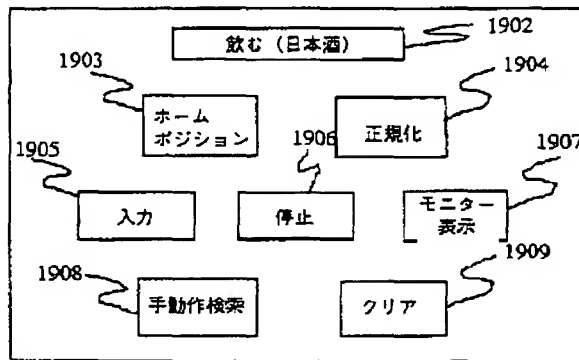 1902
飲む（日本酒）
1903
1904
ホーム
ポジション
正規化
1905
1906
1907
入力
停止
モニター
表示
1908
1909
手動作検索
クリア